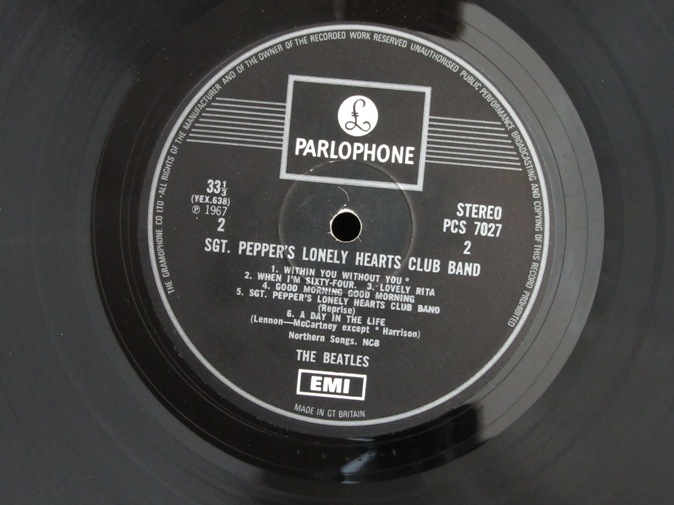 THE GRAMOPHONE CO LTD · ALL RIGHTS OF THE MANUFACTURER AND OF THE OWNER OF THE RECORDED WORK RESERVED UNAUTHORISED PUBLIC PERFORMANCE BROADCASTING AND COPYING OF THIS RECORD PROHIBITED
£
PARLOPHONE
33⅓
(YEX.638)
℗ 1967
2
STEREO
PCS 7027
2
SGT. PEPPER'S LONELY HEARTS CLUB BAND
1. WITHIN YOU WITHOUT YOU *
2. WHEN I'M SIXTY-FOUR. 3. LOVELY RITA
4. GOOD MORNING GOOD MORNING
5. SGT. PEPPER'S LONELY HEARTS CLUB BAND
(Reprise)
6. A DAY IN THE LIFE
(Lennon—McCartney except * Harrison)
Northern Songs. NCB
THE BEATLES
EMI
MADE IN GT BRITAIN